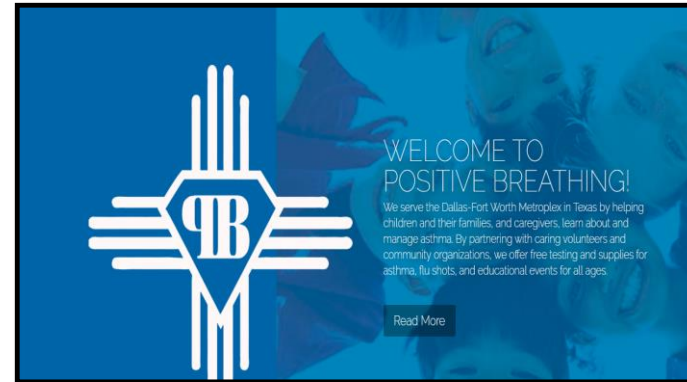 PB
WELCOME TO
POSITIVE BREATHING!
We serve the Dallas-Fort Worth Metroplex in Texas by helping
children and their families, and caregivers, learn about and
manage asthma. By partnering with caring volunteers and
community organizations, we offer free testing and supplies for
asthma, flu shots, and educational events for all ages.
Read More